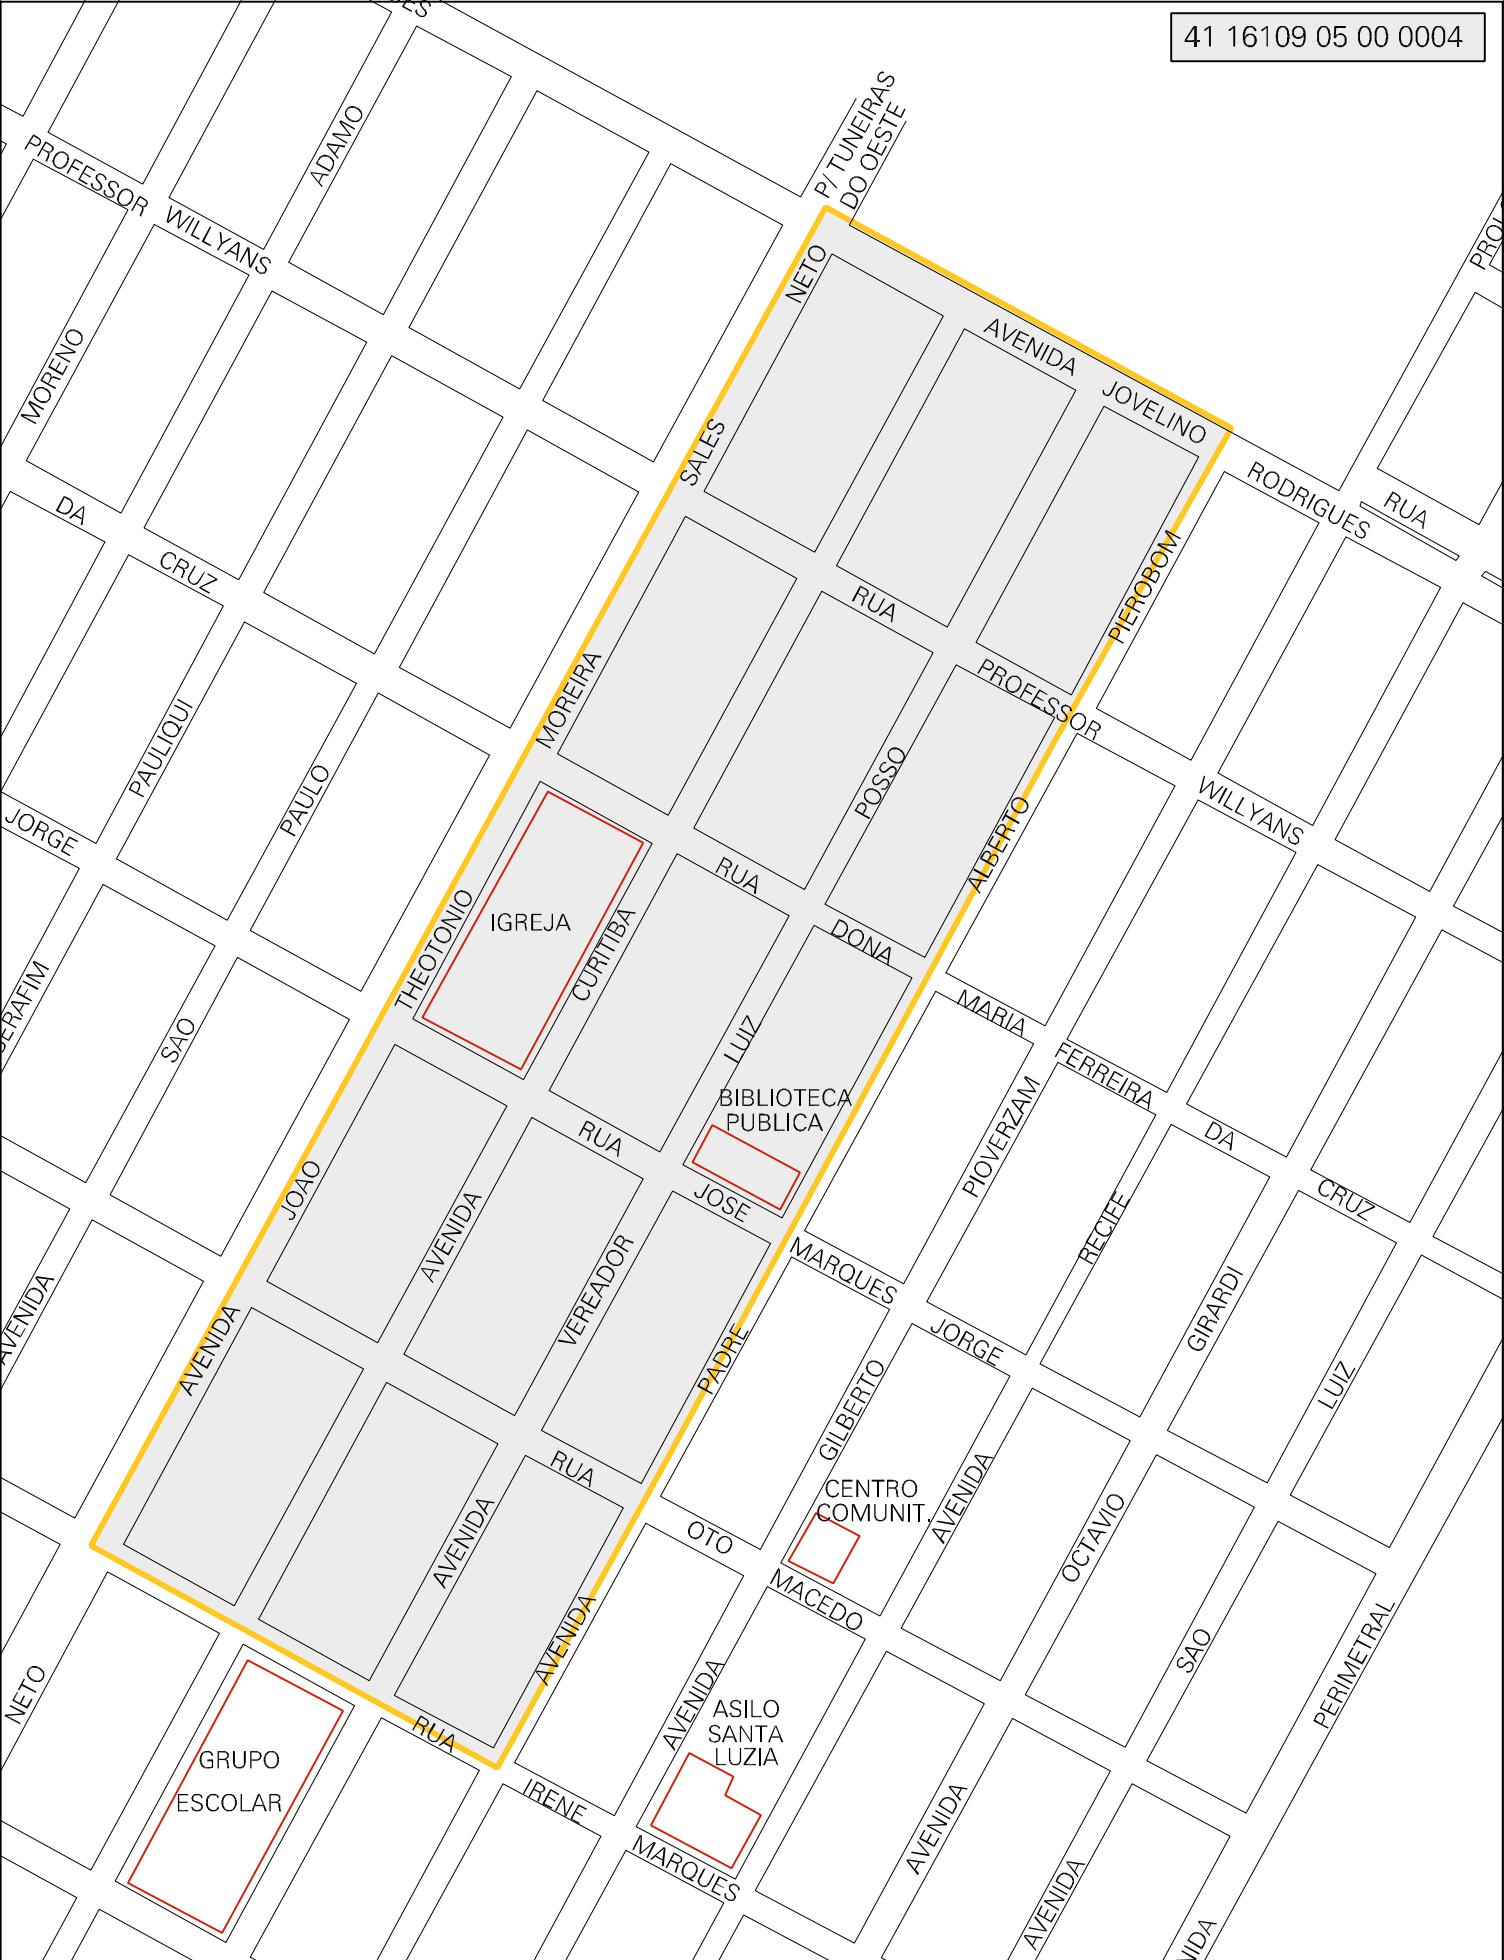 41 16109 05 00 0004
P/ TUNEIRAS
DO OESTE
ADAMO
PROFESSOR
WILLYANS
NETO
AVENIDA
JOVELINO
RODRIGUES
RUA
MORENO
SALES
DA
CRUZ
PIEROBOM
RUA
PROFESSOR
WILLYANS
MOREIRA
PAULIQUI
PAULO
POSSO
ALBERTO
JORGE
RUA
DONA
MARIA
FERREIRA
DA
CRUZ
THEOTONIO
IGREJA
CURITIBA
SAO
LUIZ
BIBLIOTECA
PUBLICA
PIOVERZAM
RUA
JOSE
MARQUES
JORGE
JOAO
AVENIDA
VEREADOR
RECIFE
GIRARDI
LUIZ
AVENIDA
AVENIDA
PADRE
GILBERTO
RUA
OTO
MACEDO
CENTRO
COMUNIT.
AVENIDA
OCTAVIO
AVENIDA
AVENIDA
SAO
PERIMETRAL
NETO
RUA
IRENE
MARQUES
AVENIDA
ASILO
SANTA
LUZIA
GRUPO
ESCOLAR
AVENIDA
AVENIDA